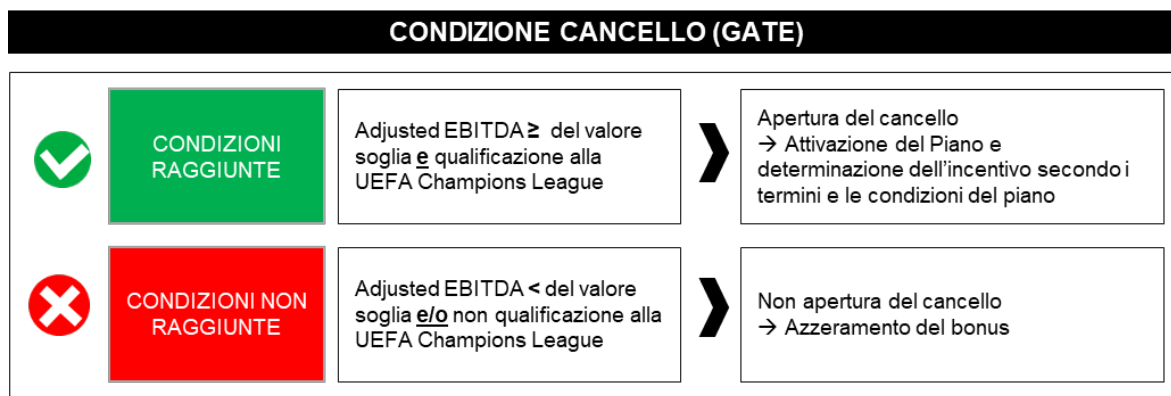 CONDIZIONE CANCELLO (GATE)
CONDIZIONI
RAGGIUNTE
Adjusted EBITDA ≥ del valore
soglia e qualificazione alla
UEFA Champions League
Apertura del cancello
→ Attivazione del Piano e
determinazione dell'incentivo secondo i
termini e le condizioni del piano
CONDIZIONI NON
RAGGIUNTE
Adjusted EBITDA < del valore
soglia e/o non qualificazione alla
UEFA Champions League
Non apertura del cancello
→ Azzeramento del bonus